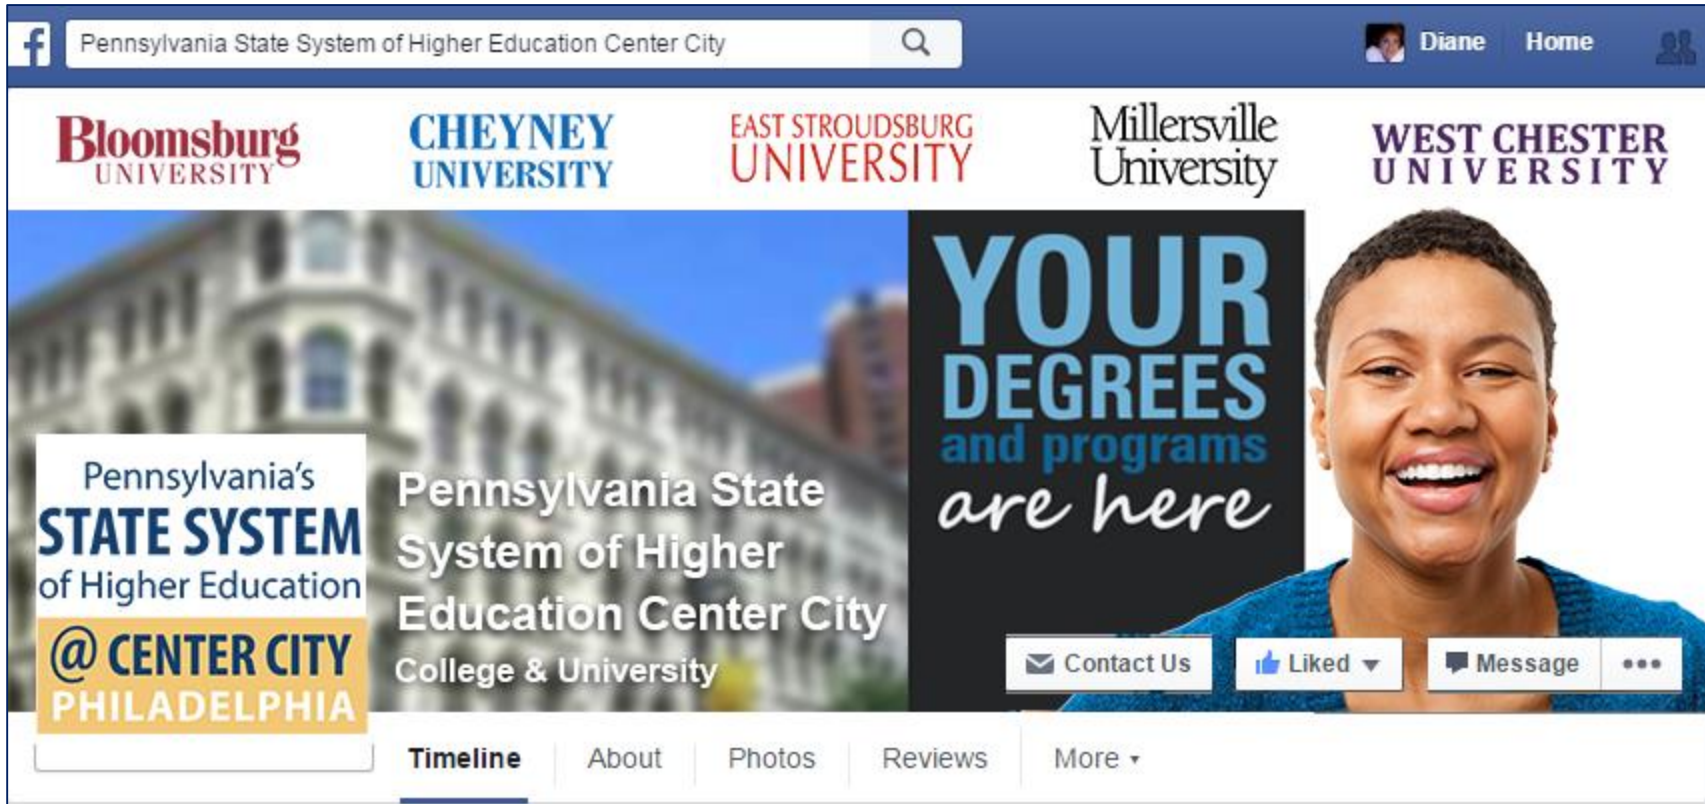 f
Pennsylvania State System of Higher Education Center City
Diane
Home
Bloomsburg
UNIVERSITY
CHEYNEY
UNIVERSITY
EAST STROUDSBURG
UNIVERSITY
Millersville
University
WEST CHESTER
UNIVERSITY
YOUR
DEGREES
and programs
are here
Pennsylvania's
STATE SYSTEM
of Higher Education
@ CENTER CITY
PHILADELPHIA
Pennsylvania State
System of Higher
Education Center City
College & University
Contact Us
Liked
Message
Timeline
About
Photos
Reviews
More